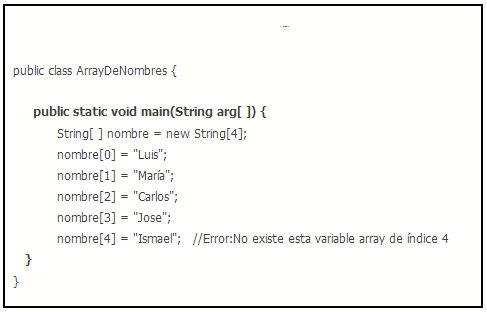 public class ArrayDeNombres {
public static void main(String arg[ ]) {
String[ ] nombre = new String[4];
nombre[0] = "Luis";
nombre[1] = "María";
nombre[2] = "Carlos";
nombre[3] = "Jose";
nombre[4] = "Ismael"; //Error:No existe esta variable array de índice 4
}
}